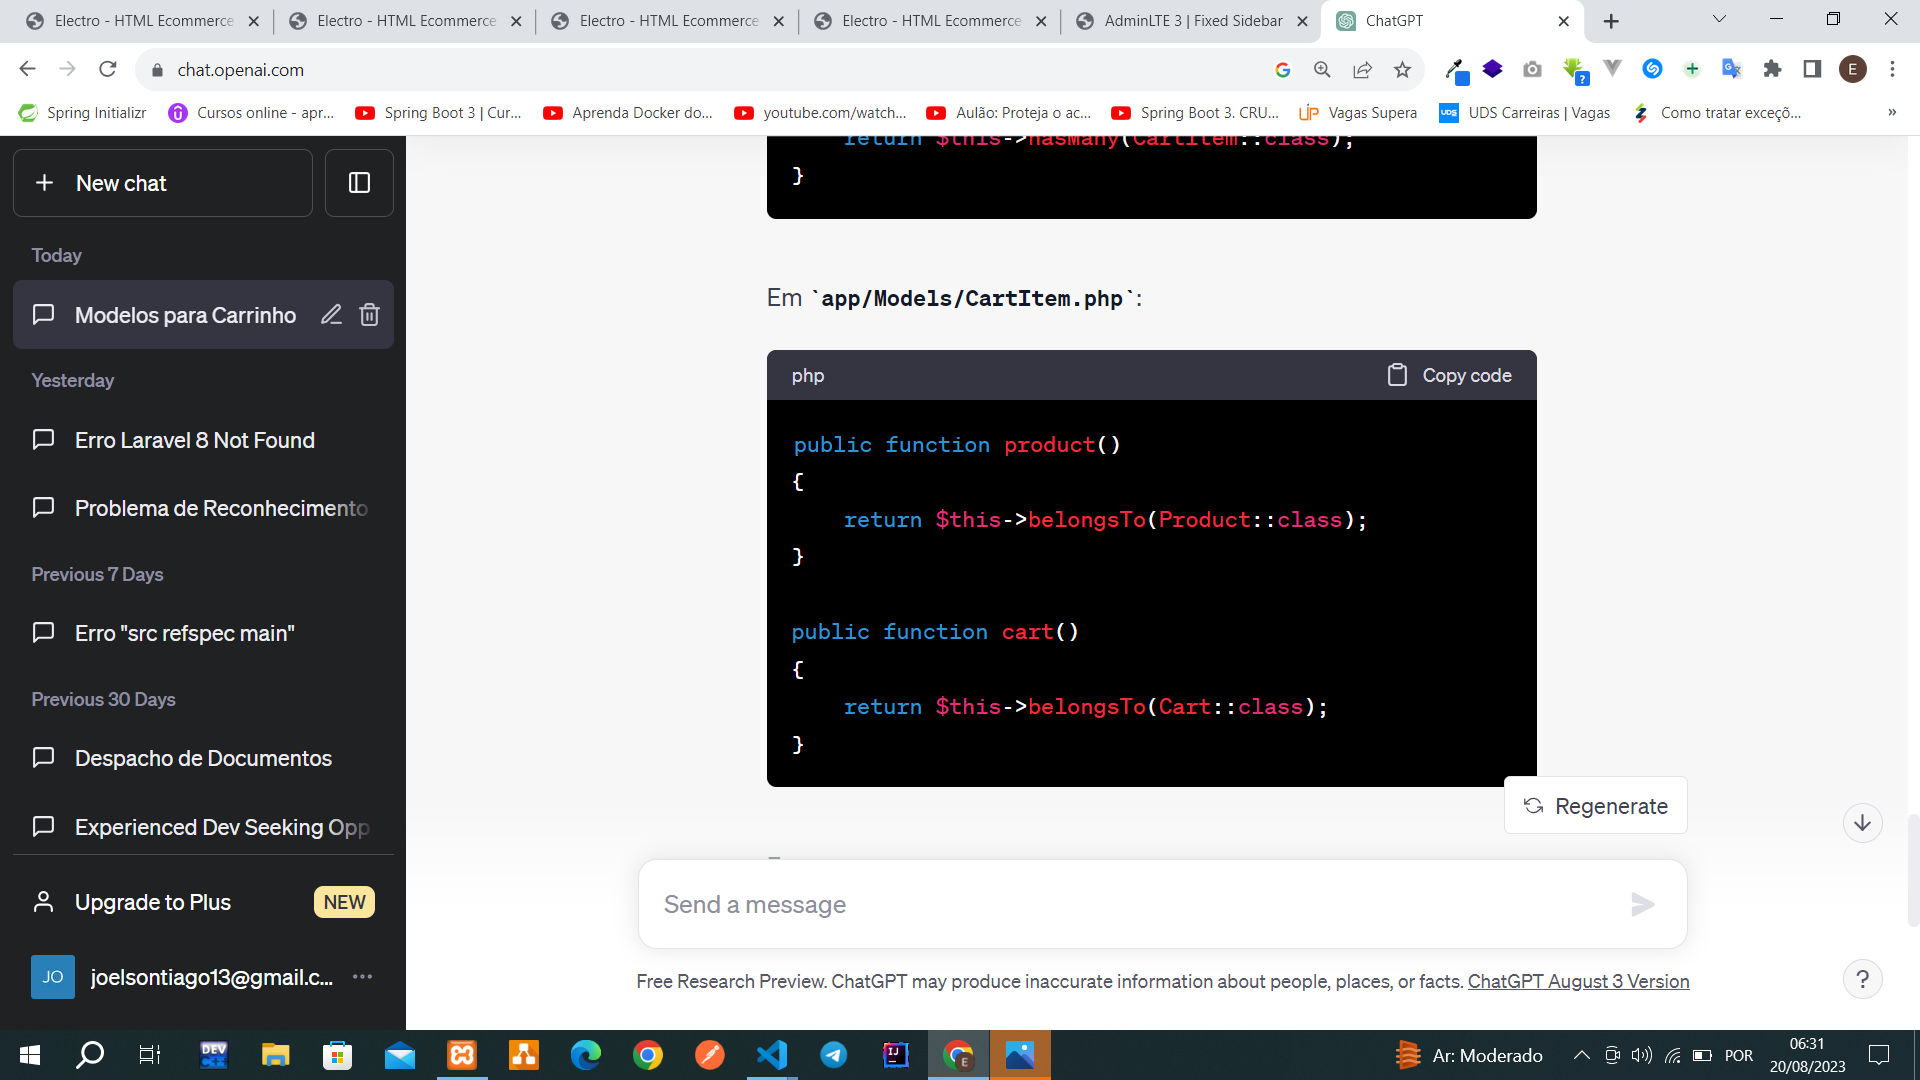 Electro - HTML Ecommerce
Electro - HTML Ecommerce
Electro - HTML Ecommerce
Electro - HTML Ecommerce
AdminLTE 3 | Fixed Sidebar
ChatGPT
chat.openai.com
E
Spring Initializr
Cursos online - apr...
Spring Boot 3 | Cur...
Aprenda Docker do...
youtube.com/watch...
Aulão: Proteja o ac...
Spring Boot 3. CRU...
Vagas Supera
UDS Carreiras | Vagas
Como tratar exceçõ...
»
New chat
Today
Modelos para Carrinho
Yesterday
Erro Laravel 8 Not Found
Problema de Reconhecimento
Previous 7 Days
Erro "src refspec main"
Previous 30 Days
Despacho de Documentos
Experienced Dev Seeking Opp
Upgrade to Plus
NEW
JO
joelsontiago13@gmail.c...
return $this->hasMany(CartItem::class);
}
Em `app/Models/CartItem.php`:
php
Copy code
public function product()
{
return $this->belongsTo(Product::class);
}
public function cart()
{
return $this->belongsTo(Cart::class);
}
Regenerate
Send a message
Free Research Preview. ChatGPT may produce inaccurate information about people, places, or facts. ChatGPT August 3 Version
?
Ar: Moderado
POR
06:31
20/08/2023